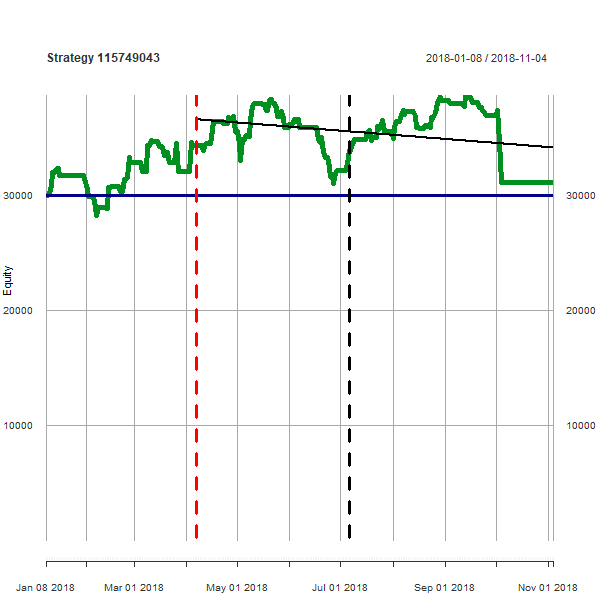 Strategy 115749043
2018-01-08 / 2018-11-04
30000
30000
Equity
20000
20000
10000
10000
Jan 08 2018
Mar 01 2018
May 01 2018
Jul 01 2018
Sep 01 2018
Nov 01 2018